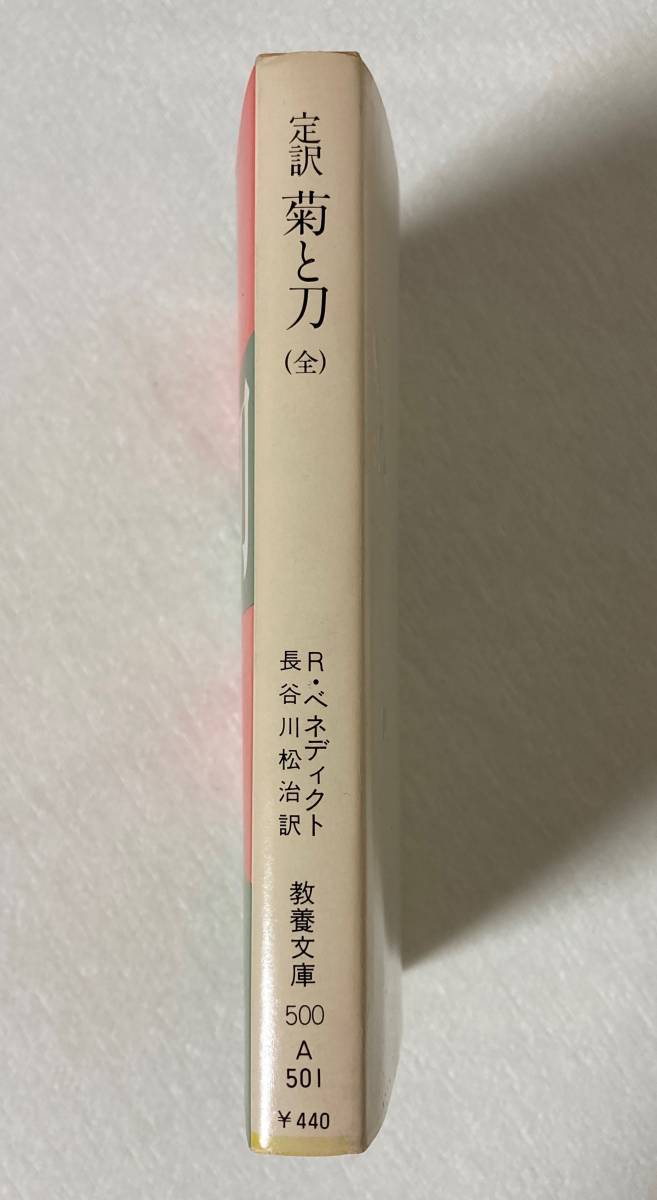 定訳 菊と刀
(全)
R・ベネディクト
長谷川松治訳
教養文庫
500
A
501
¥440